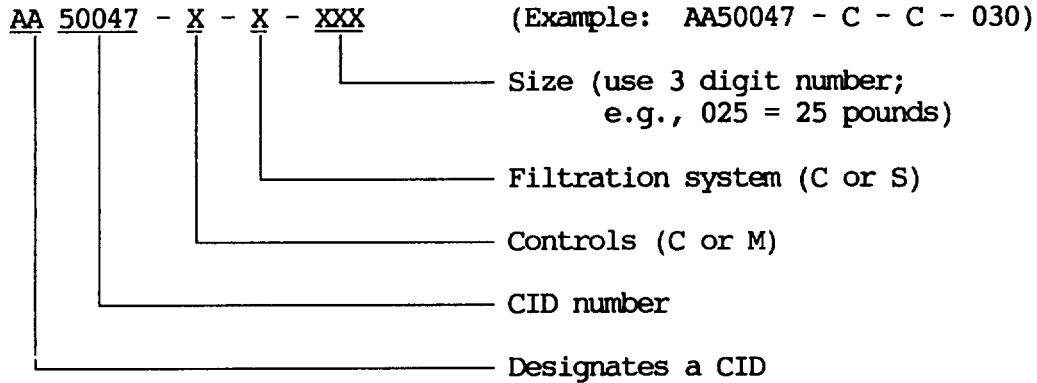 AA 50047 - X - X - XXX (Example: AA50047 - C - C - 030)
Size (use 3 digit number;
e.g., 025 = 25 pounds)
Filtration system (C or S)
Controls (C or M)
CID number
Designates a CID